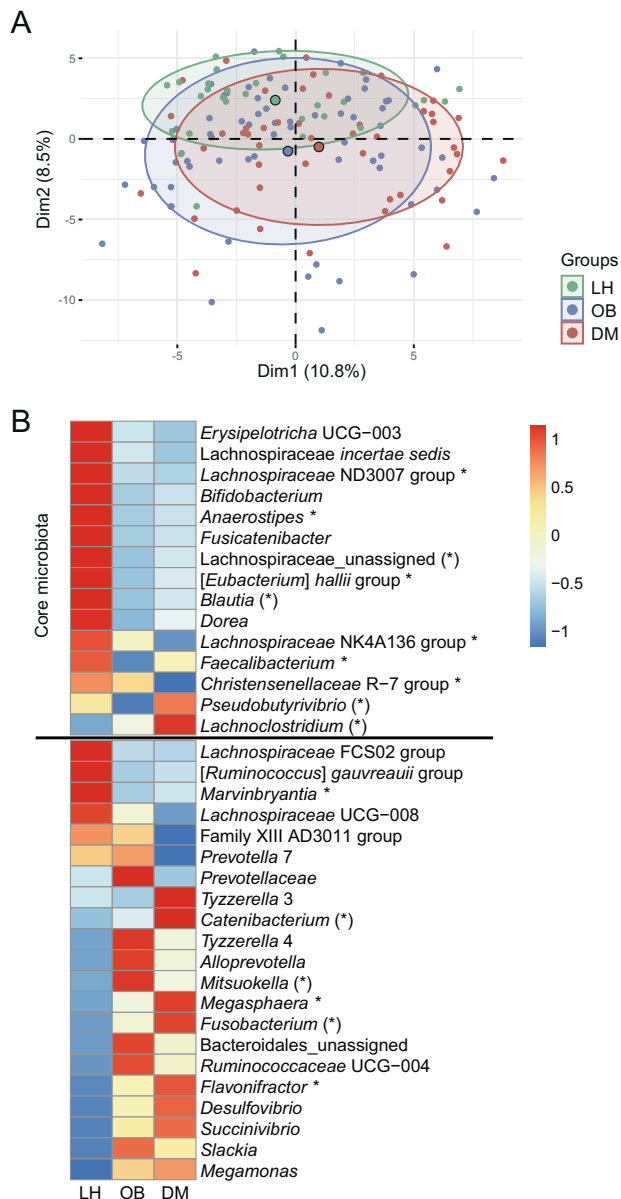 A
5
0
-5
-10
Dim2 (8.5%)
-5
0
5
Dim1 (10.8%)
Groups
LH
OB
DM
B
Core microbiota
Erysipelotricha UCG−003
Lachnospiraceae incertae sedis
Lachnospiraceae ND3007 group *
Bifidobacterium
Anaerostipes *
Fusicatenibacter
Lachnospiraceae_unassigned (*)
[Eubacterium] hallii group *
Blautia (*)
Dorea
Lachnospiraceae NK4A136 group *
Faecalibacterium *
Christensenellaceae R−7 group *
Pseudobutyrivibrio (*)
Lachnoclostridium (*)
Lachnospiraceae FCS02 group
[Ruminococcus] gauvreauii group
Marvinbryantia *
Lachnospiraceae UCG−008
Family XIII AD3011 group
Prevotella 7
Prevotellaceae
Tyzzerella 3
Catenibacterium (*)
Tyzzerella 4
Alloprevotella
Mitsuokella (*)
Megasphaera *
Fusobacterium (*)
Bacteroidales_unassigned
Ruminococcaceae UCG−004
Flavonifractor *
Desulfovibrio
Succinivibrio
Slackia
Megamonas
LH OB DM
1
0.5
0
−0.5
−1